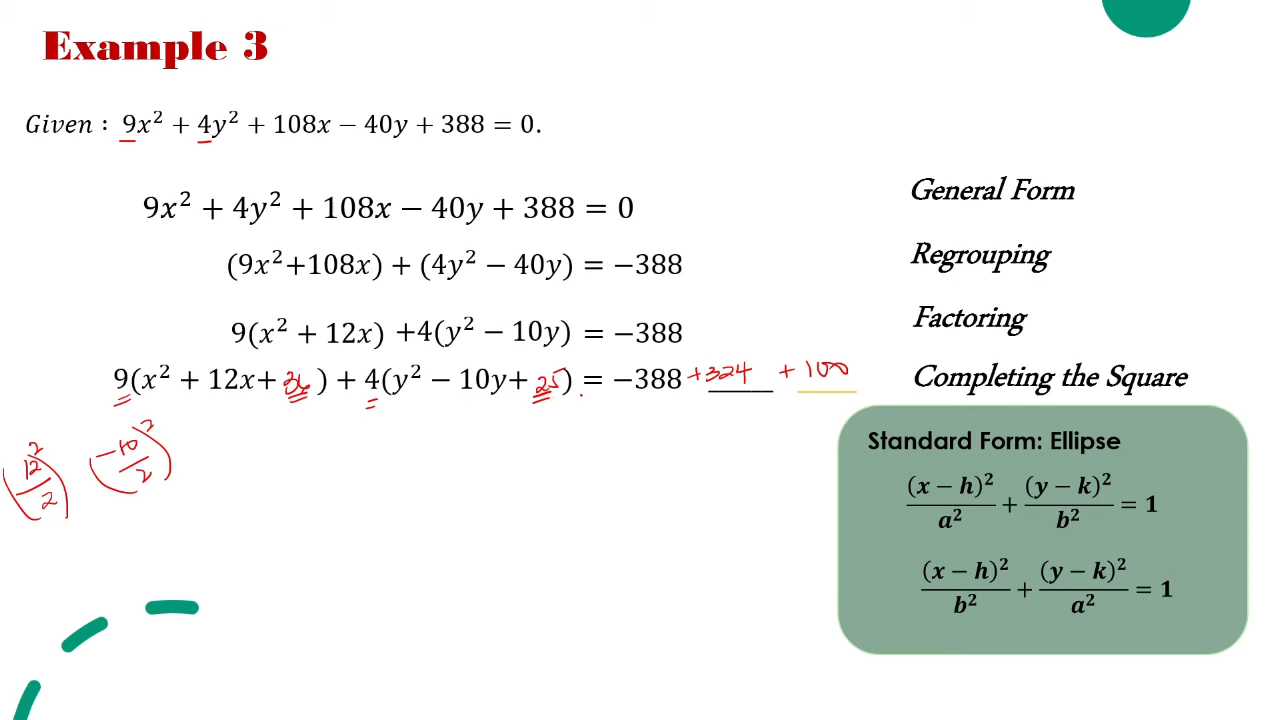 Example 3
Given : 9x² + 4y² + 108x − 40y + 388 = 0.
9x² + 4y² + 108x − 40y + 388 = 0
General Form
(9x²+108x) + (4y² − 40y) = −388
Regrouping
9(x² + 12x) +4(y² − 10y) = −388
Factoring
9(x² + 12x+ 36 ) + 4(y² − 10y+ 25 ) = −388 +324 + 100
Completing the Square
(12/2)² (−10/2)²
Standard Form: Ellipse
(x − h)²/a² + (y − k)²/b² = 1
(x − h)²/b² + (y − k)²/a² = 1